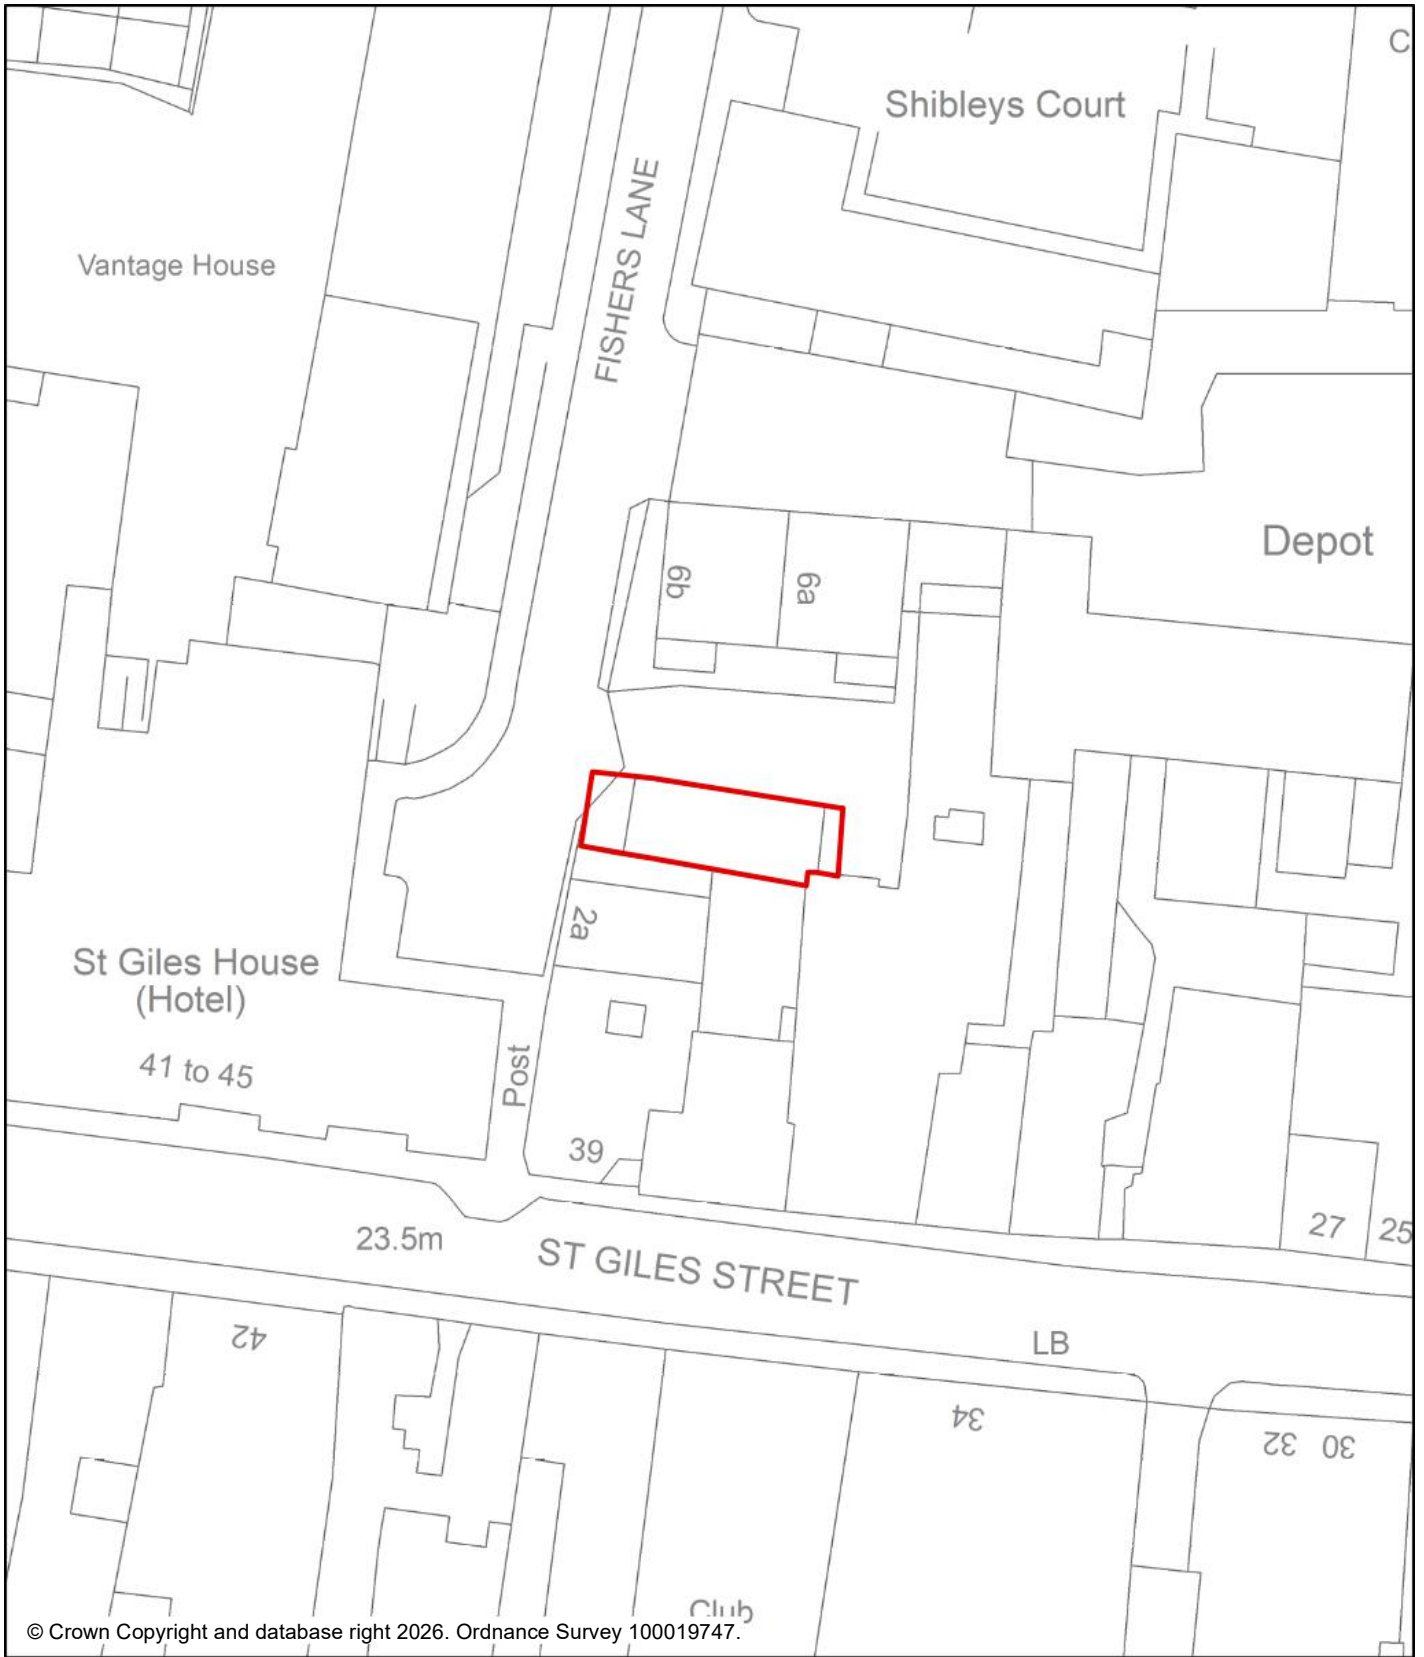 C
Shibleys Court
FISHERS LANE
Vantage House
Depot
6b
6a
2a
St Giles House
(Hotel)
41 to 45
Post
39
27
25
23.5m
ST GILES STREET
LB
42
34
32
30
Club
© Crown Copyright and database right 2026. Ordnance Survey 100019747.